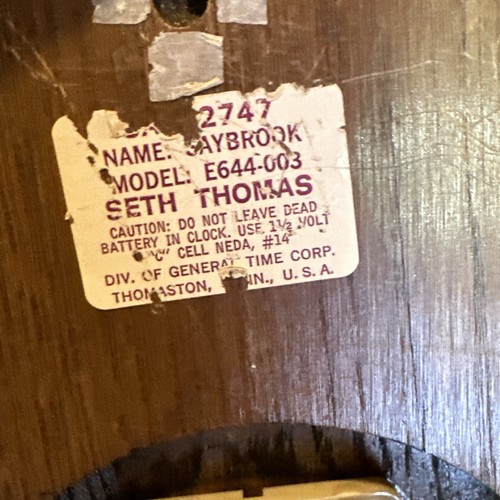 2747
NAME: SAYBROOK
MODEL: E644-003
SETH THOMAS
CAUTION: DO NOT LEAVE DEAD
BATTERY IN CLOCK. USE 1½ VOLT
"C" CELL NEDA, #14
DIV. OF GENERAL TIME CORP.
THOMASTON, N., U.S.A.